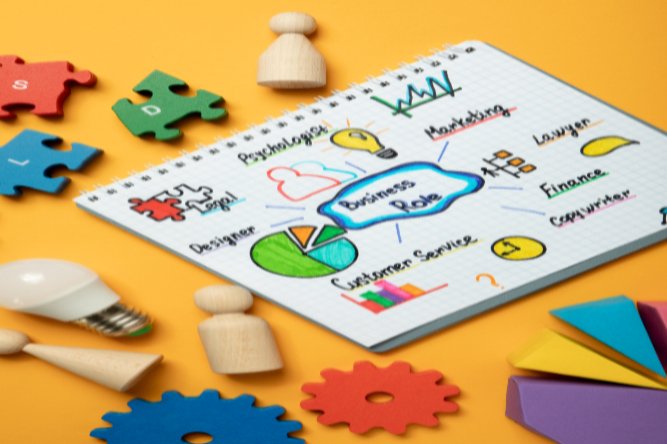 S
D
L
Psychologist
Marketing
Lawyer
Legal
Business
Role
Finance
Designer
Copywriter
Customer Service
?